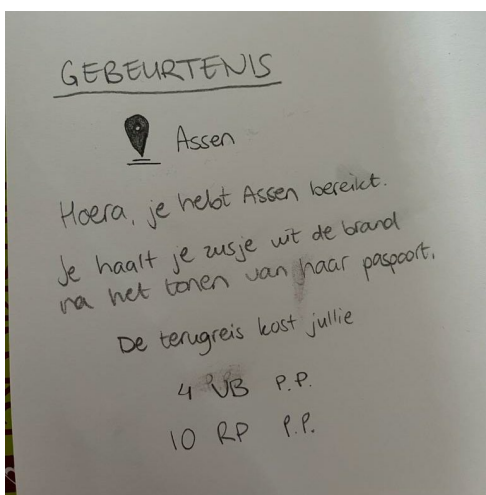 GEBEURTENIS
Assen
Hoera, je hebt Assen bereikt.
Je haalt je zusje uit de brand
na het tonen van haar paspoort.
De terugreis kost jullie
4 VB P.P.
10 RP P.P.